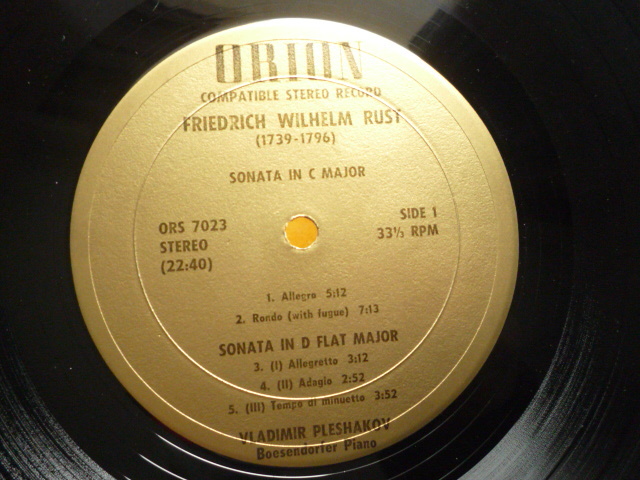 ORION
COMPATIBLE STEREO RECORD
FRIEDRICH WILHELM RUST
(1739-1796)
SONATA IN C MAJOR
ORS 7023
STEREO
(22:40)
SIDE 1
33⅓ RPM
1. Allegro 5:12
2. Rondo (with fugue) 7:13
SONATA IN D FLAT MAJOR
3. (I) Allegretto 3:12
4. (II) Adagio 2:52
5. (III) Tempo di minuetto 3:52
VLADIMIR PLESHAKOV
Boesendorfer Piano